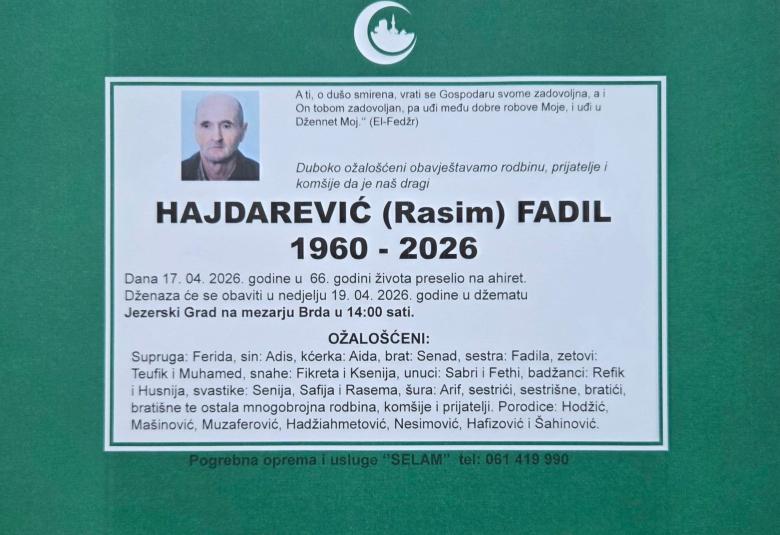 A ti, o dušo smirena, vrati se Gospodaru svome zadovoljna, a i
On tobom zadovoljan, pa uđi među dobre robove Moje, i uđi u
Džennet Moj.“ (El-Fedžr)
Duboko ožalošćeni obavještavamo rodbinu, prijatelje i
komšije da je naš dragi
HAJDAREVIĆ (Rasim) FADIL
1960 - 2026
Dana 17. 04. 2026. godine u 66. godini života preselio na ahiret.
Dženaza će se obaviti u nedjelju 19. 04. 2026. godine u džematu
Jezerski Grad na mezarju Brda u 14:00 sati.
OŽALOŠĆENI:
Supruga: Ferida, sin: Adis, kćerka: Aida, brat: Senad, sestra: Fadila, zetovi:
Teufik i Muhamed, snahe: Fikreta i Ksenija, unuci: Sabri i Fethi, badžanci: Refik
i Husnija, svastike: Senija, Safija i Rasema, šura: Arif, sestrići, sestrišne, bratići,
bratišne te ostala mnogobrojna rodbina, komšije i prijatelji. Porodice: Hodžić,
Mašinović, Muzaferović, Hadžiahmetović, Nesimović, Hafizović i Šahinović.
Pogrebna oprema i usluge ‘’SELAM’’ tel: 061 419 990